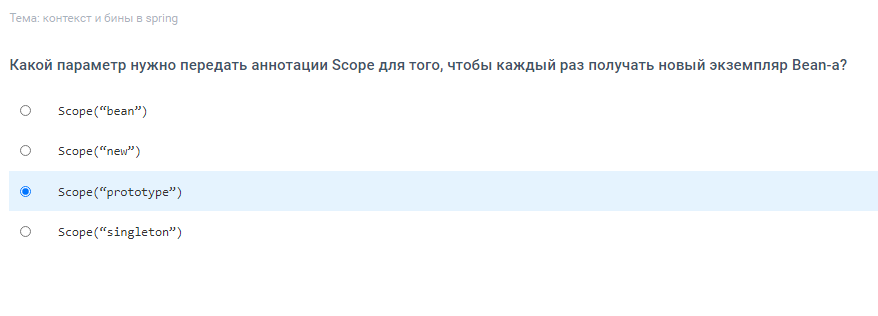 Тема: контекст и бины в spring
Какой параметр нужно передать аннотации Scope для того, чтобы каждый раз получать новый экземпляр Bean-а?
Scope(“bean”)
Scope(“new”)
Scope(“prototype”)
Scope(“singleton”)